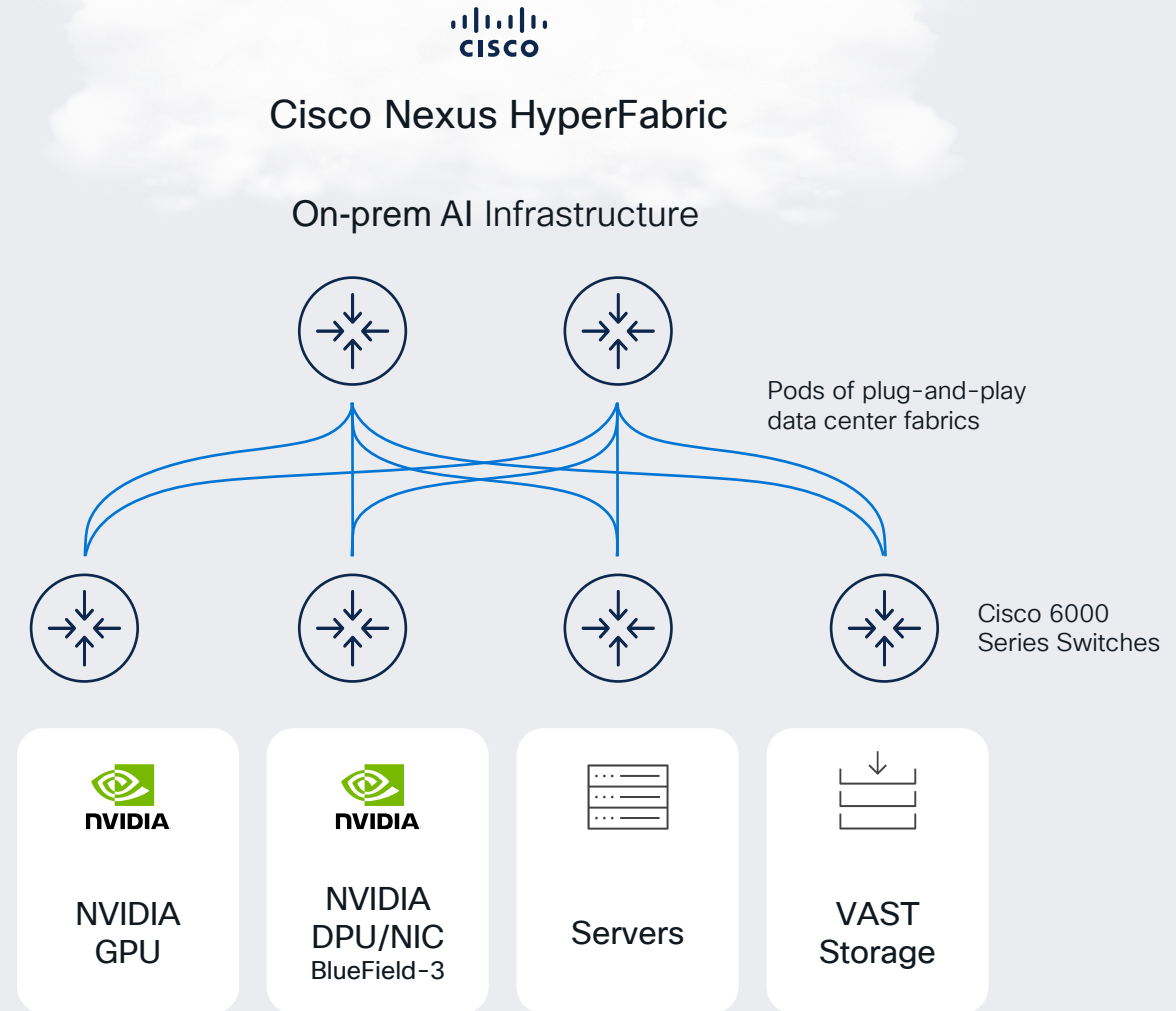 CISCO
Cisco Nexus HyperFabric
On-prem AI Infrastructure
Pods of plug-and-play
data center fabrics
Cisco 6000
Series Switches
NVIDIA
NVIDIA
GPU
NVIDIA
NVIDIA
DPU/NIC
BlueField-3
Servers
VAST
Storage